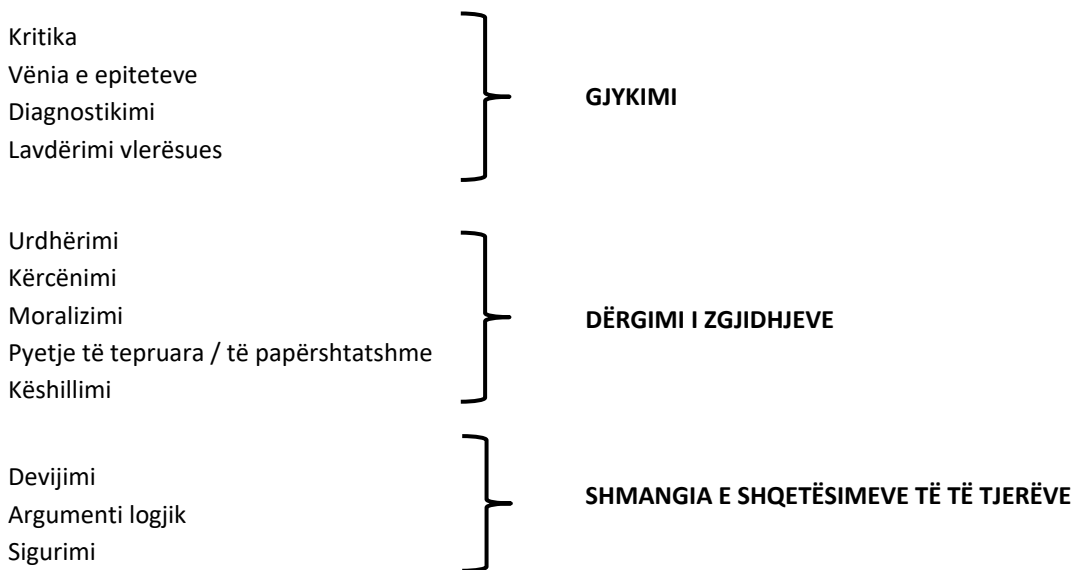 Kritika
Vënia e epiteteve
Diagnostikimi
Lavdërimi vlerësues
GJYKIMI
Urdhërimi
Kërcënimi
Moralizimi
Pyetje të tepruara / të papërshtatshme
Këshillimi
DËRGIMI I ZGJIDHJEVE
Devijimi
Argumenti logjik
Sigurimi
SHMANGIA E SHQETËSIMEVE TË TË TJERËVE